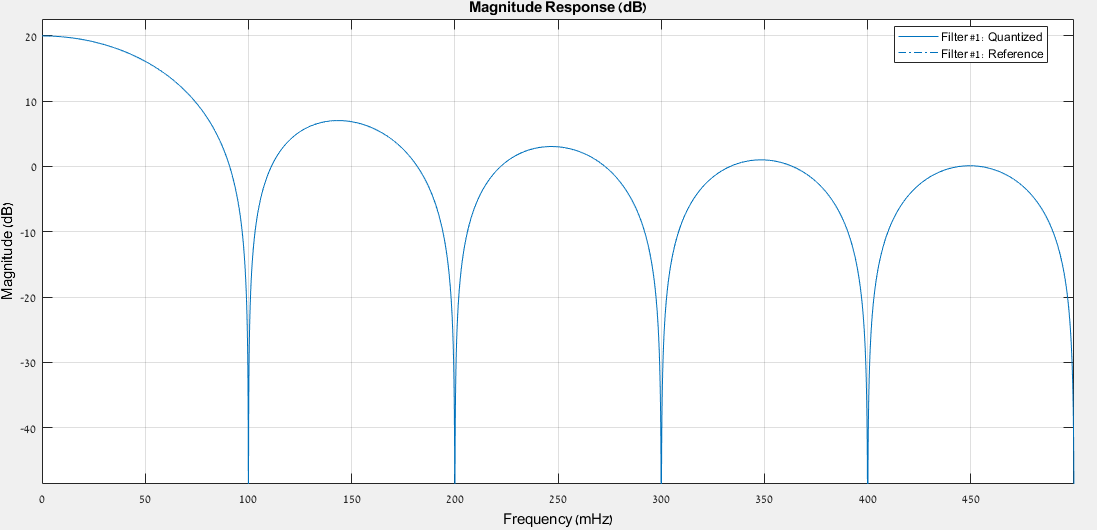 Magnitude Response (dB)
Filter #1: Quantized
Filter #1: Reference
20
10
0
-10
-20
-30
-40
Magnitude (dB)
0 50 100 150 200 250 300 350 400 450
Frequency (mHz)